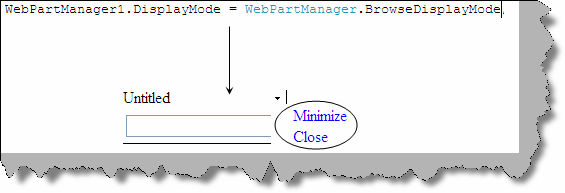 WebPartManager1.DisplayMode = WebPartManager.BrowseDisplayMode
Untitled
Minimize
Close